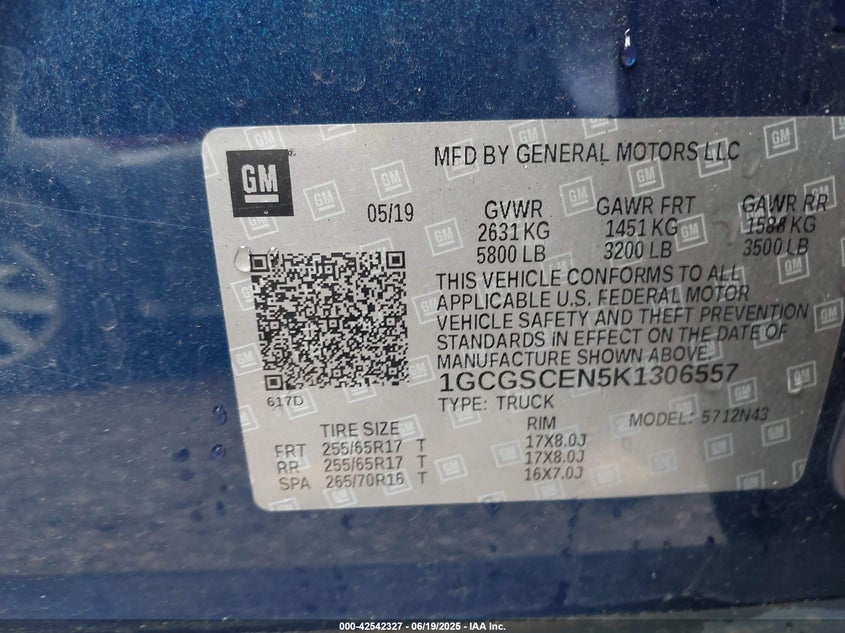 GM
MFD BY GENERAL MOTORS LLC
05/19
GVWR GAWR FRT GAWR RR
2631 KG 1451 KG 1588 KG
5800 LB 3200 LB 3500 LB
THIS VEHICLE CONFORMS TO ALL
APPLICABLE U.S. FEDERAL MOTOR
VEHICLE SAFETY AND THEFT PREVENTION
STANDARDS IN EFFECT ON THE DATE OF
MANUFACTURE SHOWN ABOVE.
1GCGSCEN5K1306557
617D
TYPE: TRUCK MODEL: 5712N43
TIRE SIZE RIM
FRT 255/65R17 T 17X8.0J
RR 255/65R17 T 17X8.0J
SPA 265/70R16 T 16X7.0J
000-42542327 - 06/19/2025 - IAA Inc.